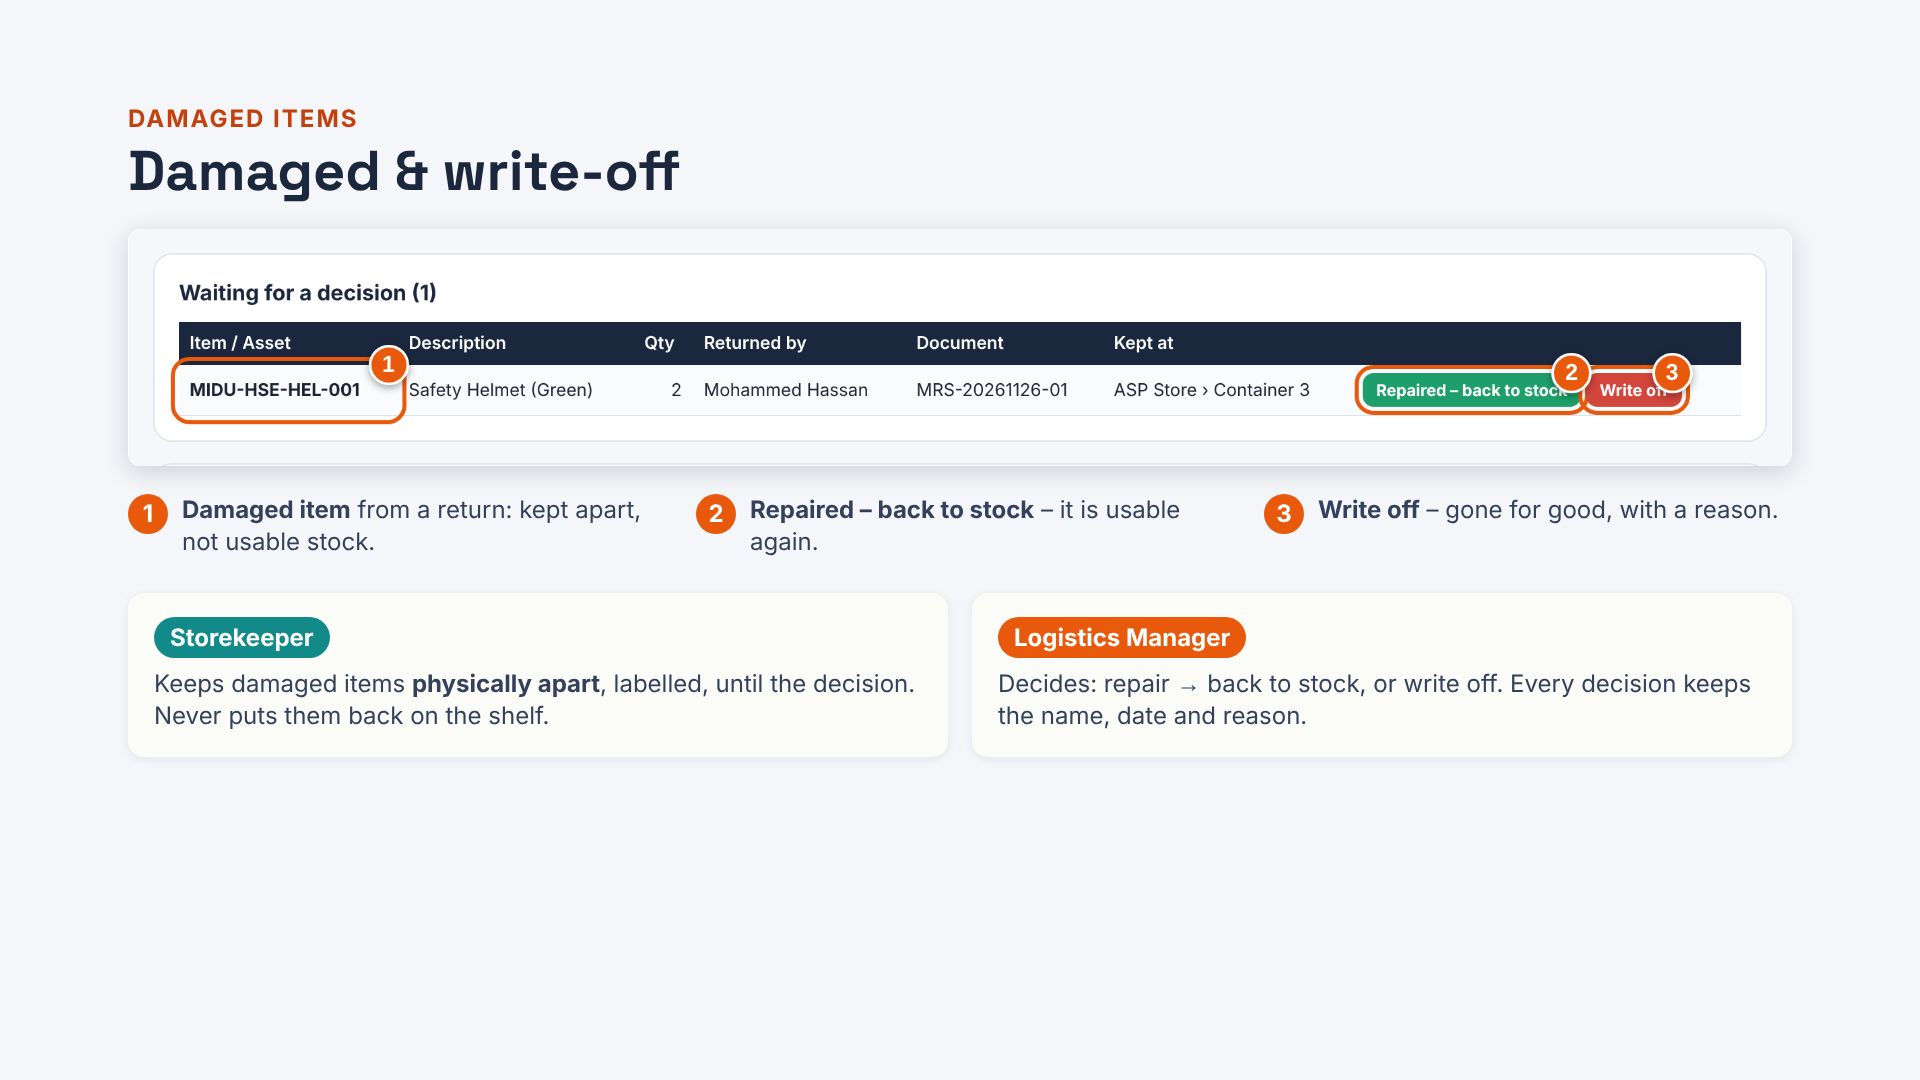 DAMAGED ITEMS
Damaged & write-off
Waiting for a decision (1)
Item / Asset Description Qty Returned by Document Kept at
1
MIDU-HSE-HEL-001 Safety Helmet (Green) 2 Mohammed Hassan MRS-20261126-01 ASP Store › Container 3 Repaired – back to stock 2 Write off 3
1 Damaged item from a return: kept apart,
not usable stock.
2 Repaired – back to stock – it is usable
again.
3 Write off – gone for good, with a reason.
Storekeeper
Keeps damaged items physically apart, labelled, until the decision.
Never puts them back on the shelf.
Logistics Manager
Decides: repair → back to stock, or write off. Every decision keeps
the name, date and reason.